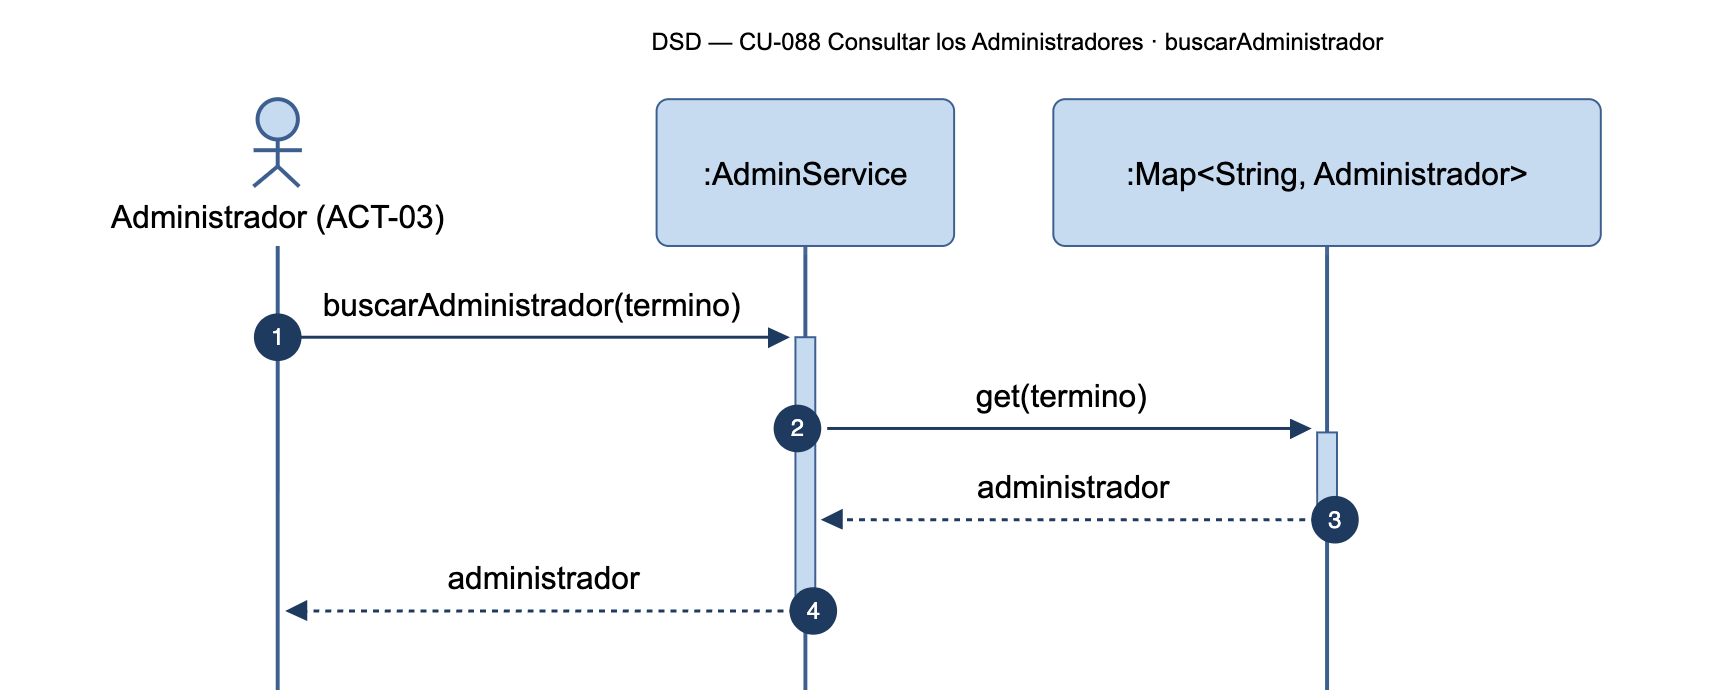 DSD — CU-088 Consultar los Administradores · buscarAdministrador
Administrador (ACT-03)
:AdminService
:Map<String, Administrador>
buscarAdministrador(termino)
1
get(termino)
2
administrador
3
administrador
4